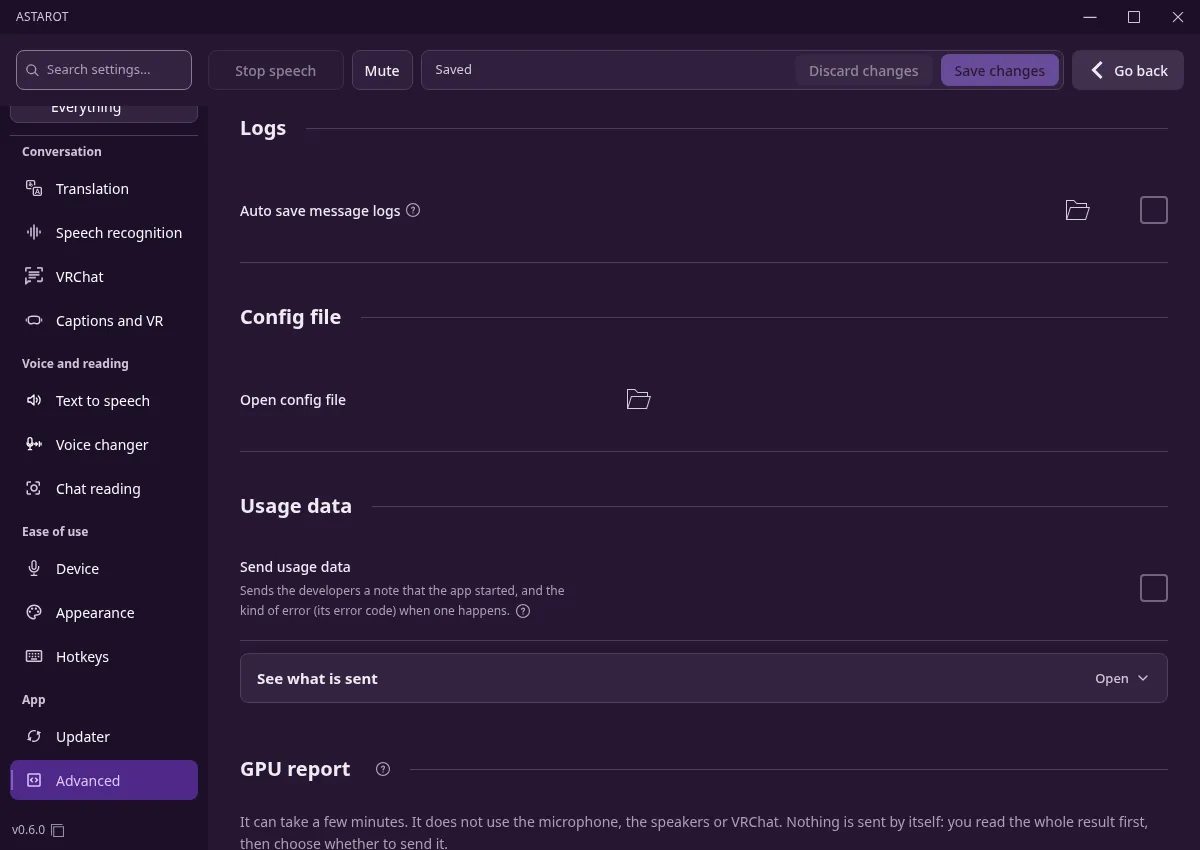 ASTAROT
Search settings...
Stop speech
Mute
Saved
Discard changes
Save changes
Go back
Everything
Conversation
Translation
Speech recognition
VRChat
Captions and VR
Voice and reading
Text to speech
Voice changer
Chat reading
Ease of use
Device
Appearance
Hotkeys
App
Updater
Advanced
v0.6.0
Logs
Auto save message logs
Config file
Open config file
Usage data
Send usage data
Sends the developers a note that the app started, and the
kind of error (its error code) when one happens.
See what is sent
Open
GPU report
It can take a few minutes. It does not use the microphone, the speakers or VRChat. Nothing is sent by itself: you read the whole result first,
then choose whether to send it.